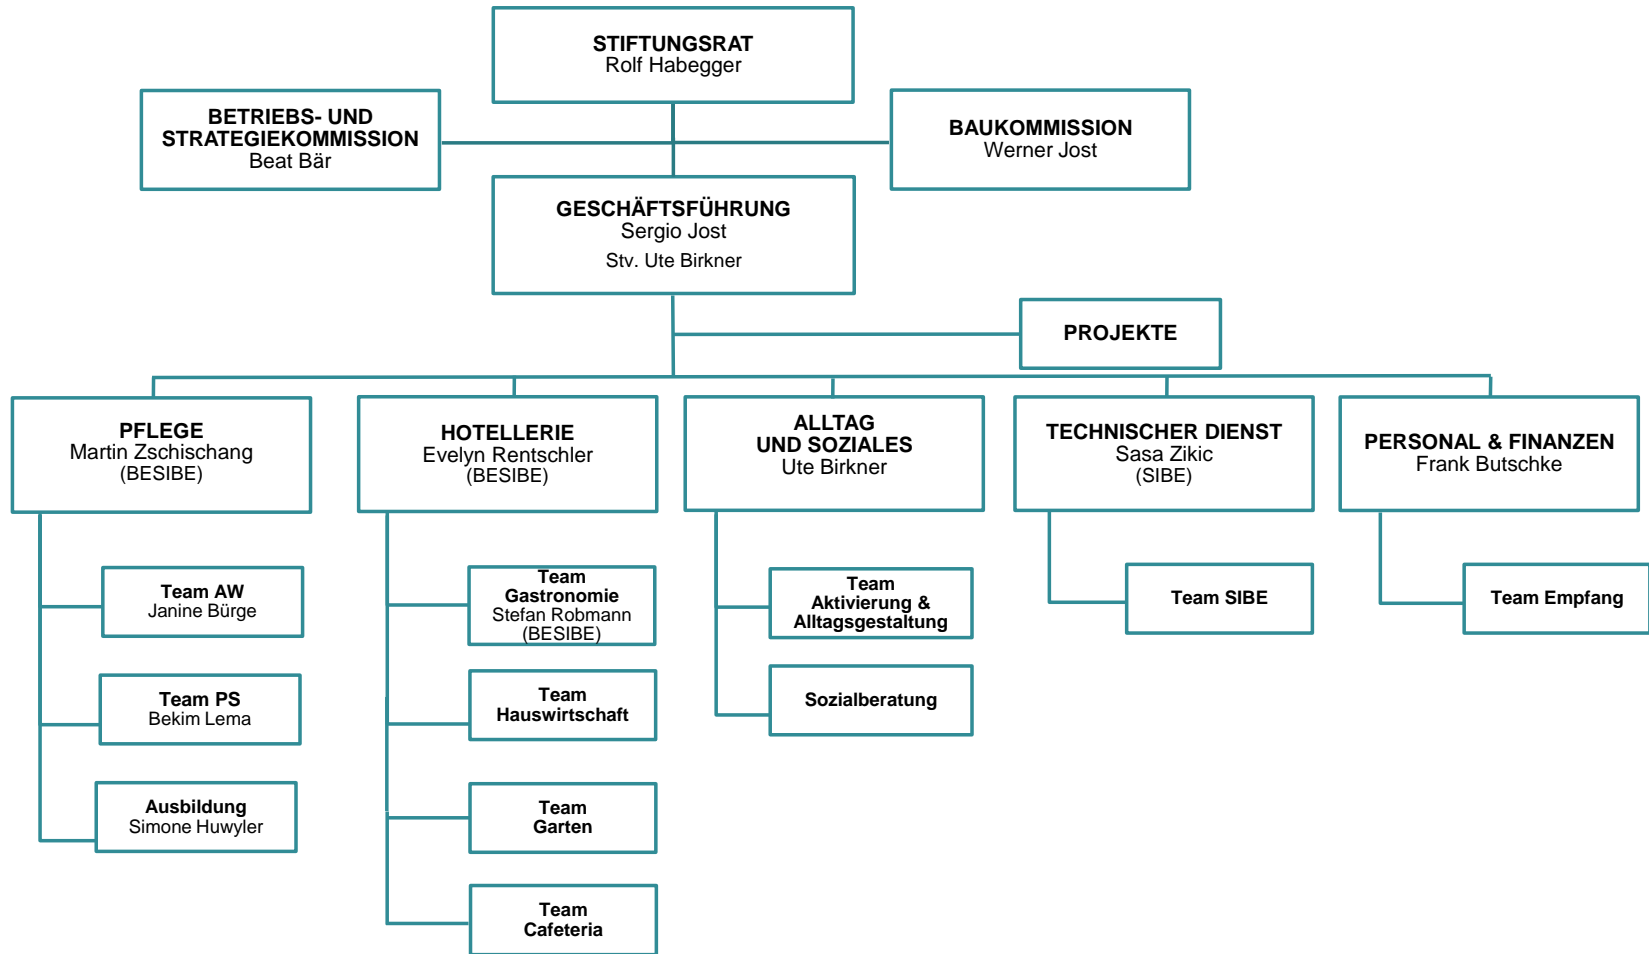 STIFTUNGSRAT
Rolf Habegger
BETRIEBS- UND
STRATEGIEKOMMISSION
Beat Bär
BAUKOMMISSION
Werner Jost
GESCHÄFTSFÜHRUNG
Sergio Jost
Stv. Ute Birkner
PROJEKTE
PFLEGE
Martin Zschischang
(BESIBE)
HOTELLERIE
Evelyn Rentschler
(BESIBE)
ALLTAG
UND SOZIALES
Ute Birkner
TECHNISCHER DIENST
Sasa Zikic
(SIBE)
PERSONAL & FINANZEN
Frank Butschke
Team AW
Janine Bürge
Team PS
Bekim Lema
Ausbildung
Simone Huwyler
Team
Gastronomie
Stefan Robmann
(BESIBE)
Team
Hauswirtschaft
Team
Garten
Team
Cafeteria
Team
Aktivierung &
Alltagsgestaltung
Sozialberatung
Team SIBE
Team Empfang